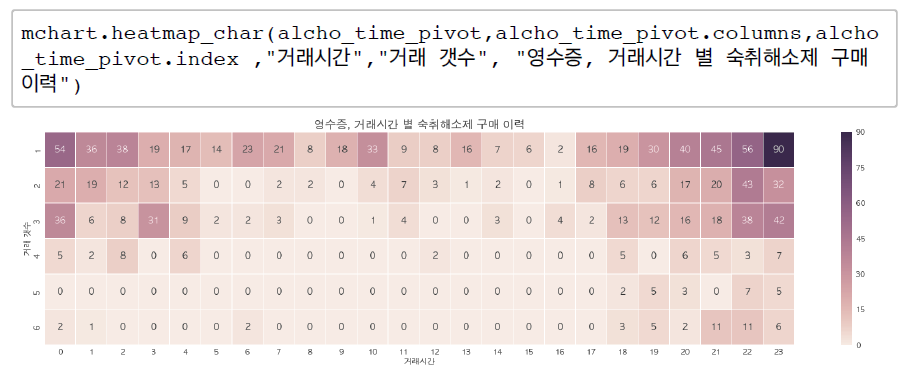 mchart.heatmap_char(alcho_time_pivot,alcho_time_pivot.columns,alcho
_time_pivot.index ,"거래시간","거래 갯수", "영수증, 거래시간 별 숙취해소제 구매
이력")
영수증, 거래시간 별 숙취해소제 구매 이력
거래 갯수
1 54 36 38 19 17 14 23 21 9 18 33 9 8 16 7 6 2 16 19 30 40 45 56 90
2 21 19 12 13 5 0 0 2 2 0 4 7 3 1 2 0 1 8 6 6 17 20 43 32
3 36 6 8 31 9 2 2 3 0 0 1 4 0 0 3 0 4 2 13 12 16 18 38 42
4 5 2 8 0 6 0 0 0 0 0 0 0 2 0 0 0 0 0 5 0 6 5 3 7
5 0 0 0 0 0 0 0 0 0 0 0 0 0 0 0 0 0 0 2 5 3 0 7 5
6 2 1 0 0 0 0 2 0 0 0 0 0 0 0 0 0 0 0 3 5 2 11 11 6
0 1 2 3 4 5 6 7 8 9 10 11 12 13 14 15 16 17 18 19 20 21 22 23
거래시간
90
75
60
45
30
15
0